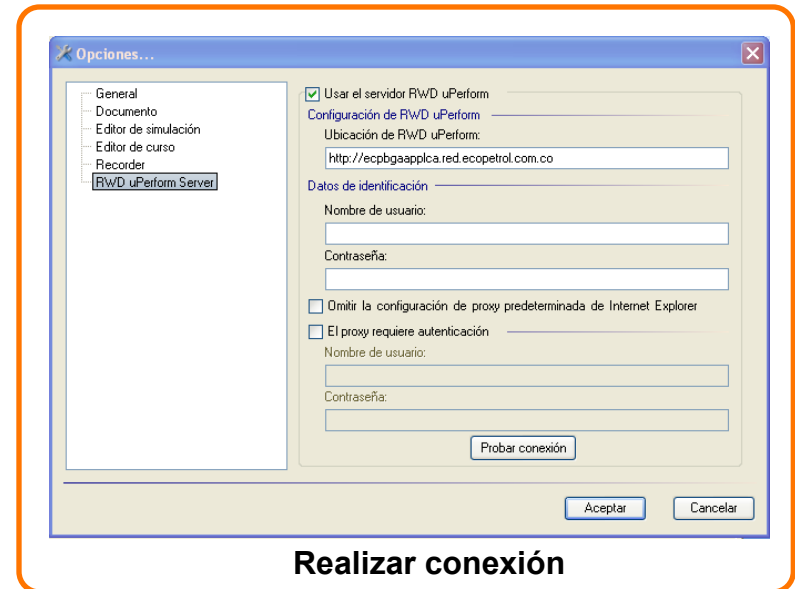 Opciones...
General
Documento
Editor de simulación
Editor de curso
Recorder
RWD uPerform Server
Usar el servidor RWD uPerform
Configuración de RWD uPerform
Ubicación de RWD uPerform:
http://ecpbgaapplca.red.ecopetrol.com.co
Datos de identificación
Nombre de usuario:
Contraseña:
Omitir la configuración de proxy predeterminada de Internet Explorer
El proxy requiere autenticación
Nombre de usuario:
Contraseña:
Probar conexión
Aceptar
Cancelar
Realizar conexión